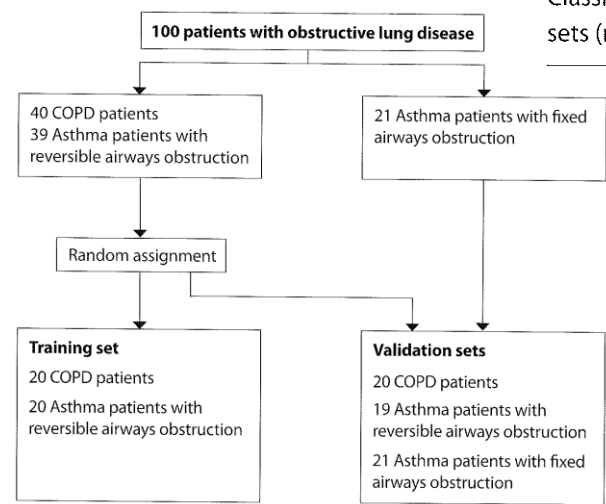 Classi
sets (
100 patients with obstructive lung disease
40 COPD patients
39 Asthma patients with
reversible airways obstruction
21 Asthma patients with fixed
airways obstruction
Random assignment
Training set
20 COPD patients
20 Asthma patients with
reversible airways obstruction
Validation sets
20 COPD patients
19 Asthma patients with
reversible airways obstruction
21 Asthma patients with fixed
airways obstruction